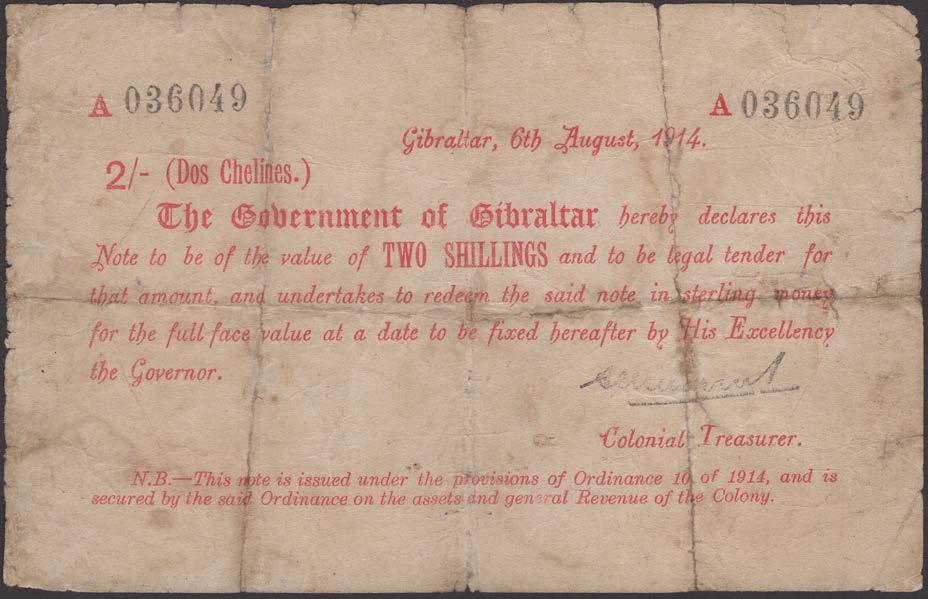 A 036049 A 036049
Gibraltar, 6th August, 1914.
2/- (Dos Chelines.)
The Government of Gibraltar hereby declares this
Note to be of the value of TWO SHILLINGS and to be legal tender for
that amount, and undertakes to redeem the said note in sterling money
for the full face value at a date to be fixed hereafter by His Excellency
the Governor.
Colonial Treasurer.
N.B.—This note is issued under the provisions of Ordinance 10 of 1914, and is
secured by the said Ordinance on the assets and general Revenue of the Colony.